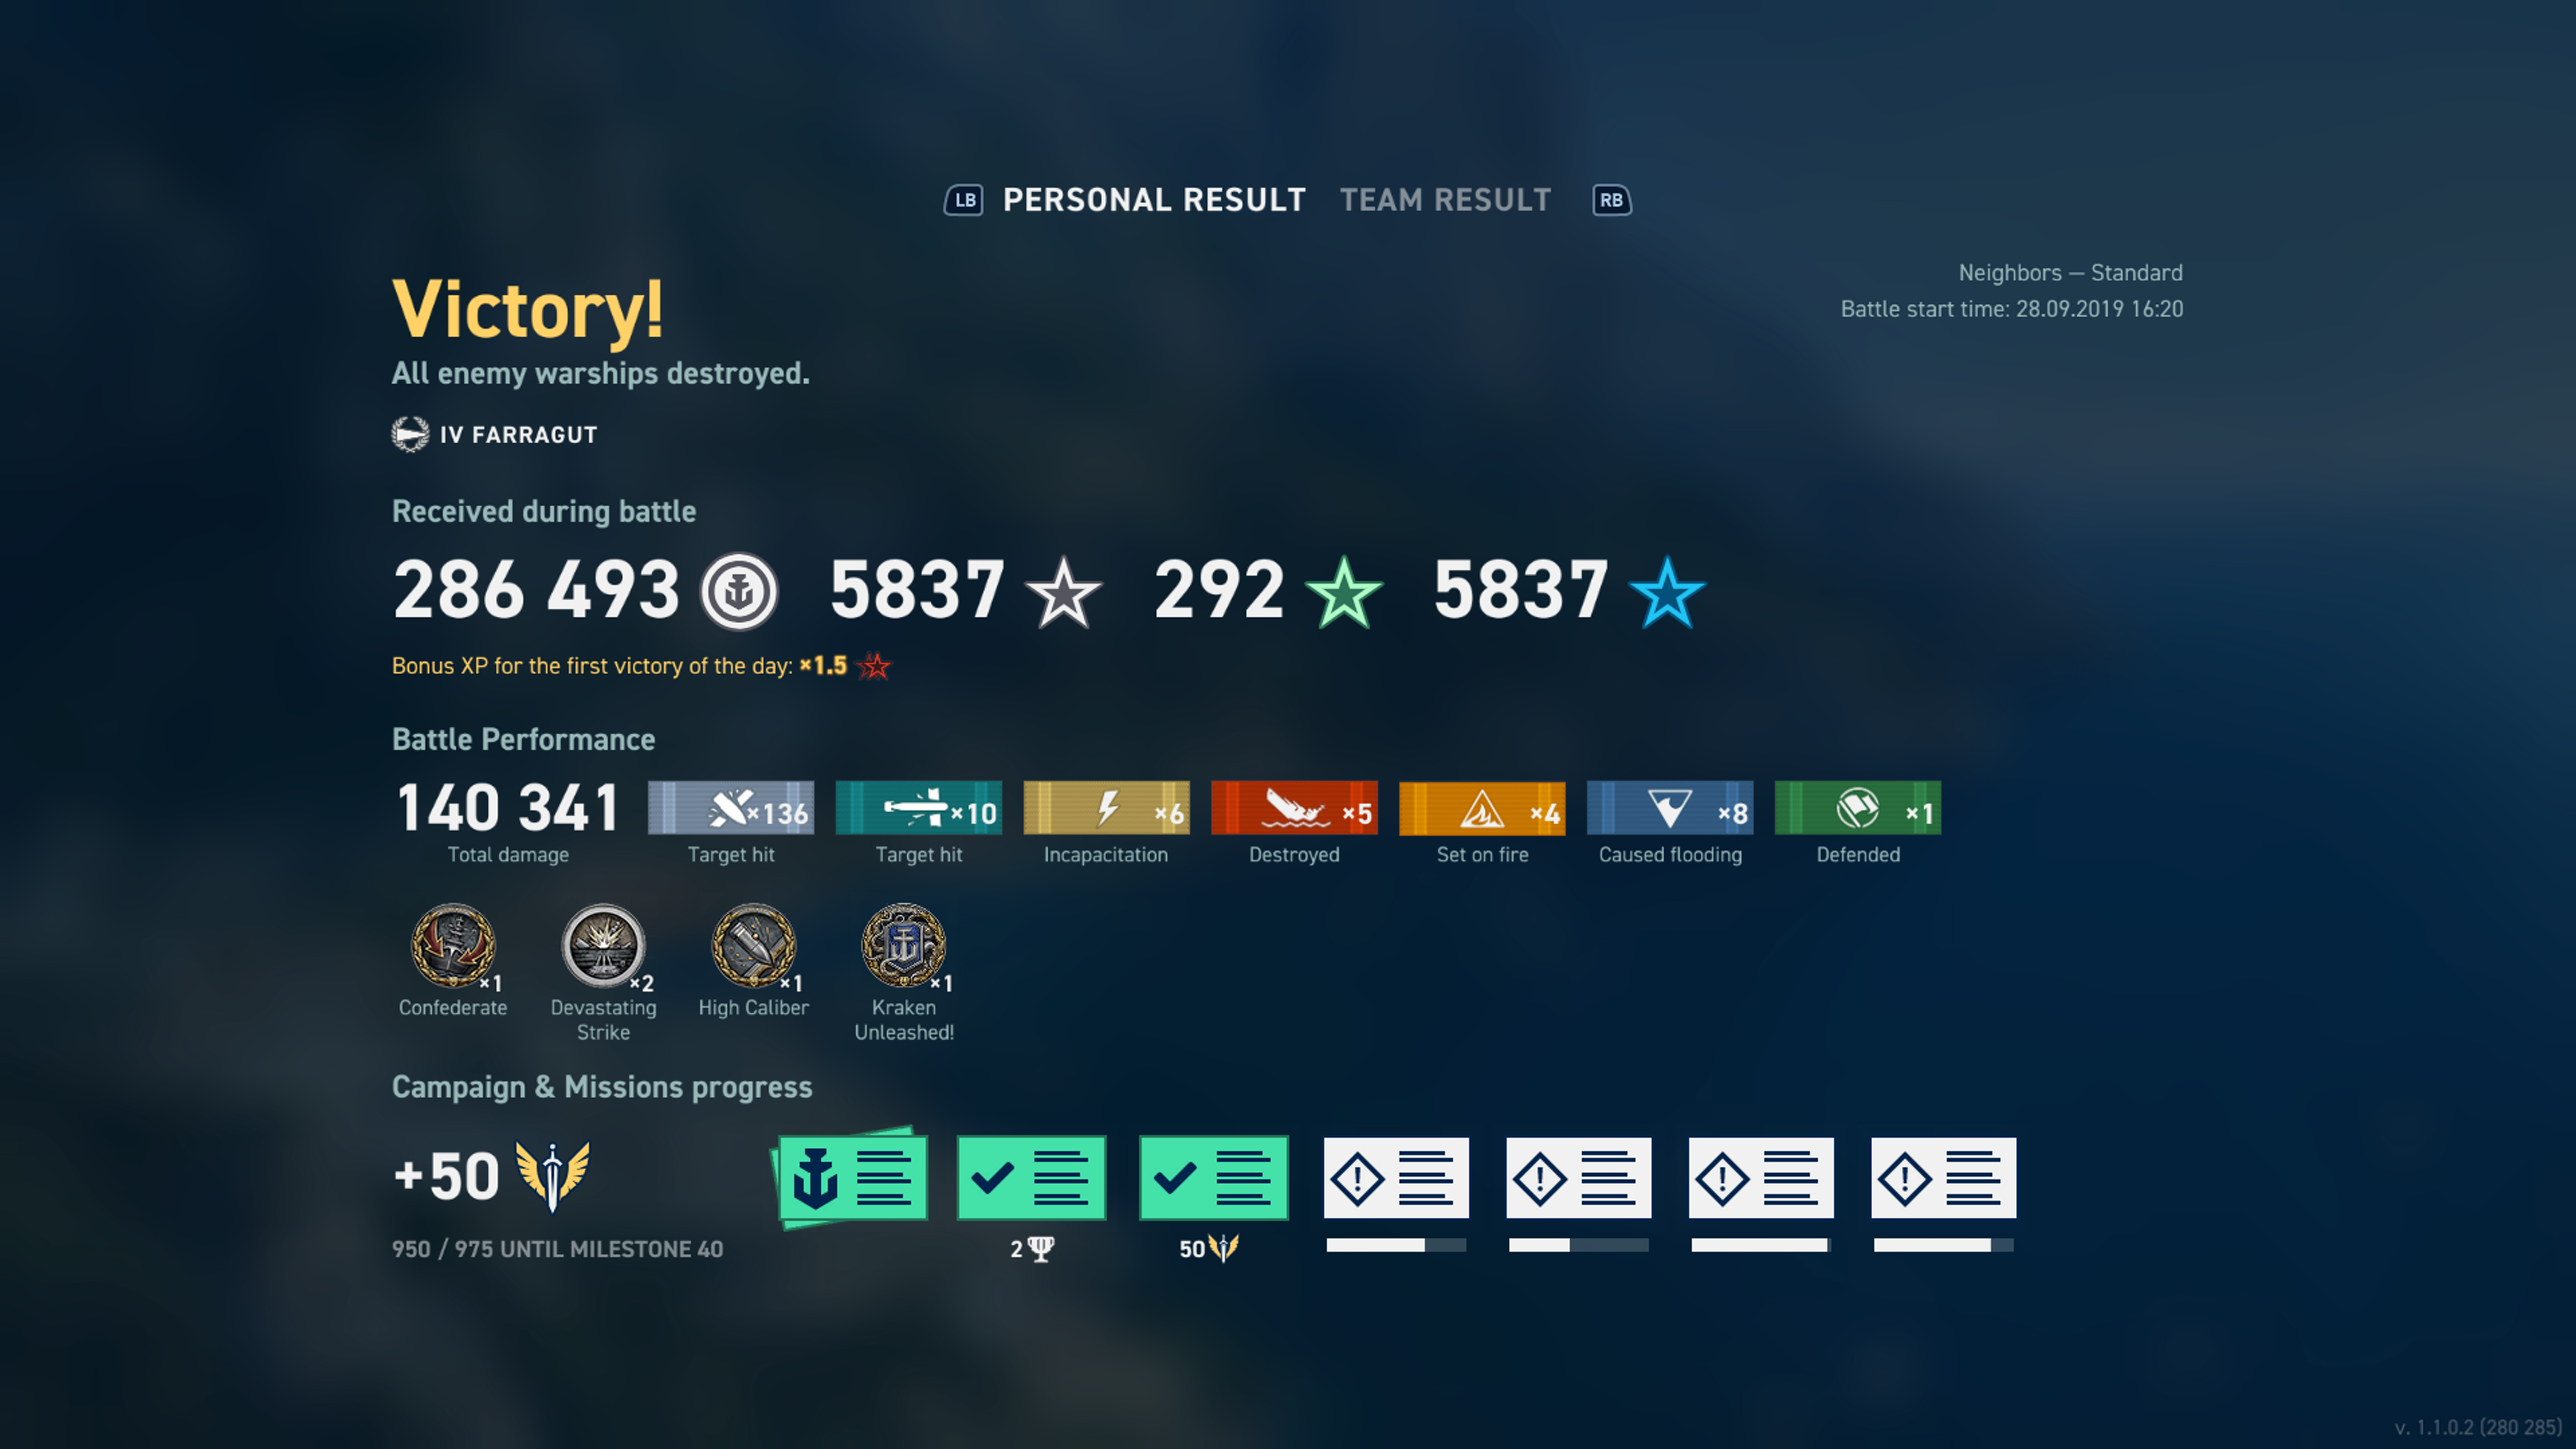 LB PERSONAL RESULT TEAM RESULT RB
Neighbors — Standard
Battle start time: 28.09.2019 16:20
Victory!
All enemy warships destroyed.
IV FARRAGUT
Received during battle
286 493 5837 292 5837
Bonus XP for the first victory of the day: ×1.5
Battle Performance
140 341 ×136 ×10 ×6 ×5 ×4 ×8 ×1
Total damage Target hit Target hit Incapacitation Destroyed Set on fire Caused flooding Defended
×1 ×2 ×1 ×1
Confederate Devastating High Caliber Kraken
Strike Unleashed!
Campaign & Missions progress
+50
950 / 975 UNTIL MILESTONE 40 2 50
v. 1.1.0.2 (280 285)